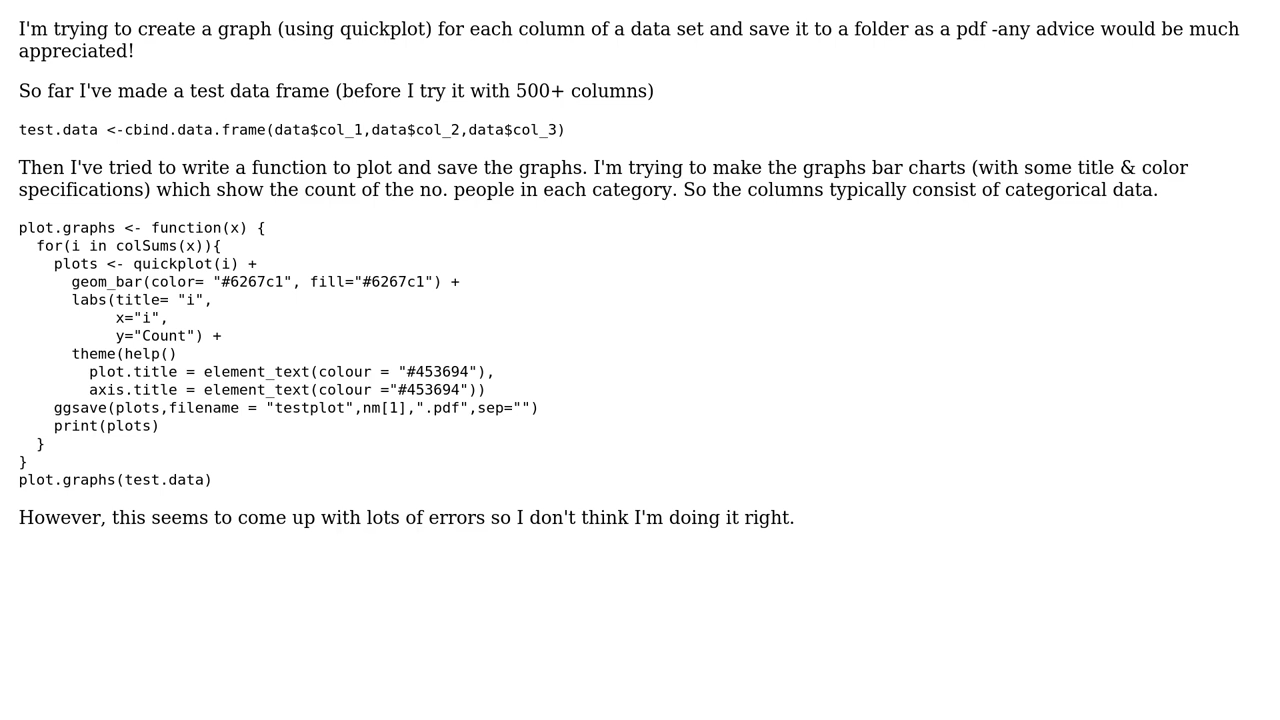 I'm trying to create a graph (using quickplot) for each column of a data set and save it to a folder as a pdf -any advice would be much
appreciated!
So far I've made a test data frame (before I try it with 500+ columns)
test.data <-cbind.data.frame(data$col_1,data$col_2,data$col_3)
Then I've tried to write a function to plot and save the graphs. I'm trying to make the graphs bar charts (with some title & color
specifications) which show the count of the no. people in each category. So the columns typically consist of categorical data.
plot.graphs <- function(x) {
  for(i in colSums(x)){
    plots <- quickplot(i) +
      geom_bar(color= "#6267c1", fill="#6267c1") +
      labs(title= "i",
           x="i",
           y="Count") +
      theme(help()
        plot.title = element_text(colour = "#453694"),
        axis.title = element_text(colour ="#453694"))
    ggsave(plots,filename = "testplot",nm[1],".pdf",sep="")
    print(plots)
  }
}
plot.graphs(test.data)
However, this seems to come up with lots of errors so I don't think I'm doing it right.